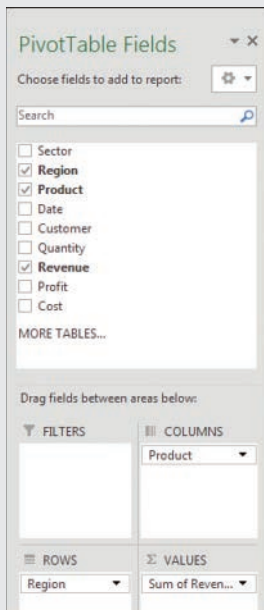 PivotTable Fields
Choose fields to add to report:
Search
Sector
Region
Product
Date
Customer
Quantity
Revenue
Profit
Cost
MORE TABLES...
Drag fields between areas below:
FILTERS
COLUMNS
Product
ROWS
Σ VALUES
Region
Sum of Reven...